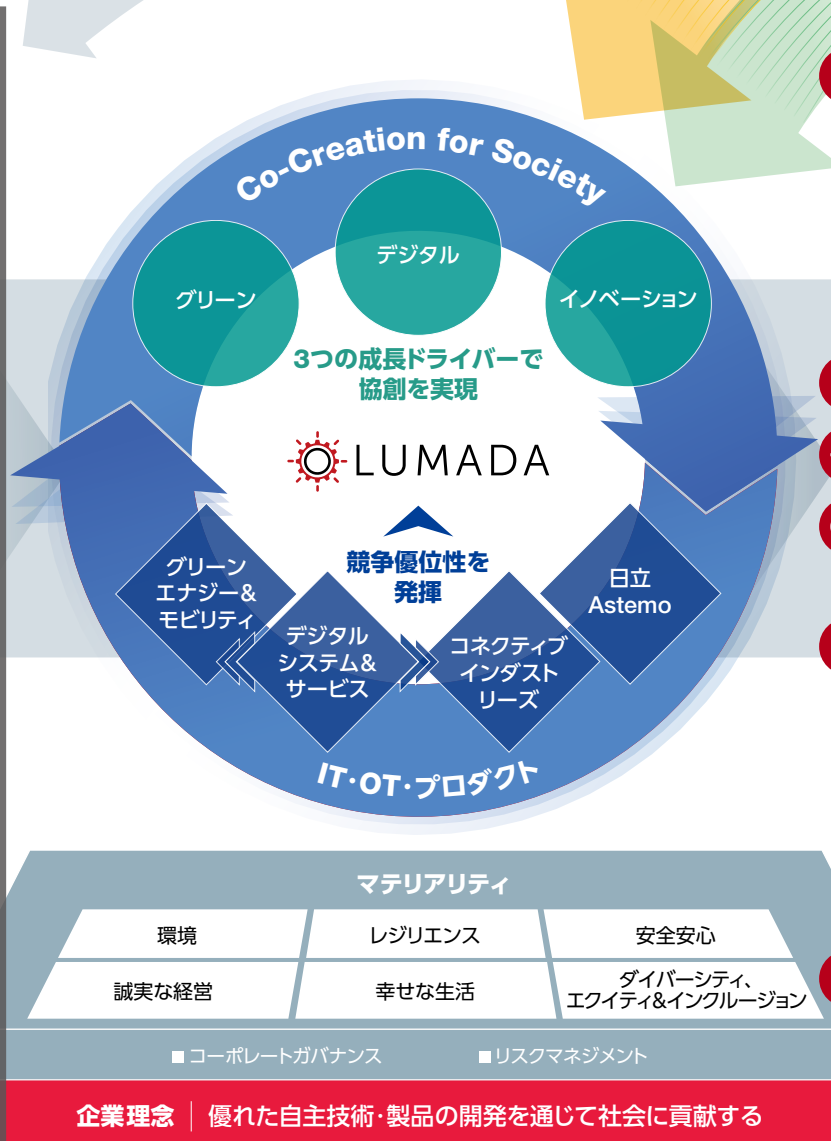 Co-Creation for Society
デジタル
グリーン
イノベーション
3つの成長ドライバーで
協創を実現
LUMADA
競争優位性を
発揮
グリーン
エナジー&
モビリティ
デジタル
システム&
サービス
コネクティブ
インダスト
リーズ
日立
Astemo
IT・OT・プロダクト
マテリアリティ
環境
レジリエンス
安全安心
誠実な経営
幸せな生活
ダイバーシティ、
エクイティ&インクルージョン
■コーポレートガバナンス
■リスクマネジメント
企業理念｜優れた自主技術・製品の開発を通じて社会に貢献する